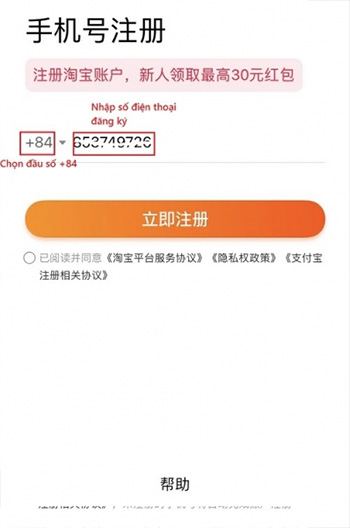 手机号注册
注册淘宝账户，新人领取最高30元红包
Nhập số điện thoại
đăng ký
+84 653749726
Chọn đầu số +84
立即注册
已阅读并同意《淘宝平台服务协议》《隐私权政策》《支付宝
注册相关协议》
帮助